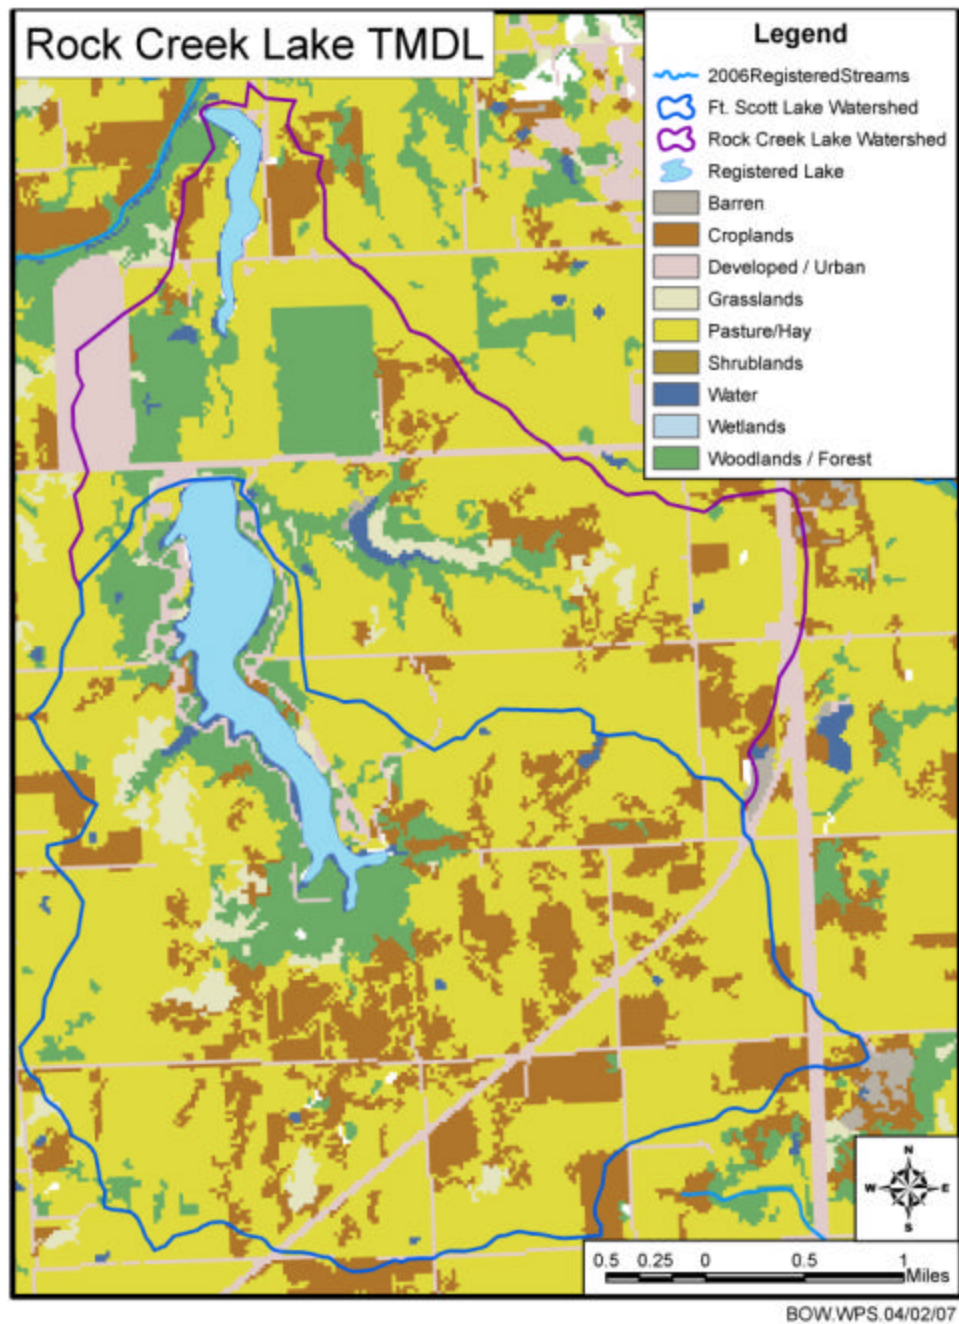 Rock Creek Lake TMDL
Legend
2006RegisteredStreams
Ft. Scott Lake Watershed
Rock Creek Lake Watershed
Registered Lake
Barren
Croplands
Developed / Urban
Grasslands
Pasture/Hay
Shrublands
Water
Wetlands
Woodlands / Forest
N
W E
S
0.5 0.25 0 0.5 1
Miles
BOW.WPS.04/02/07